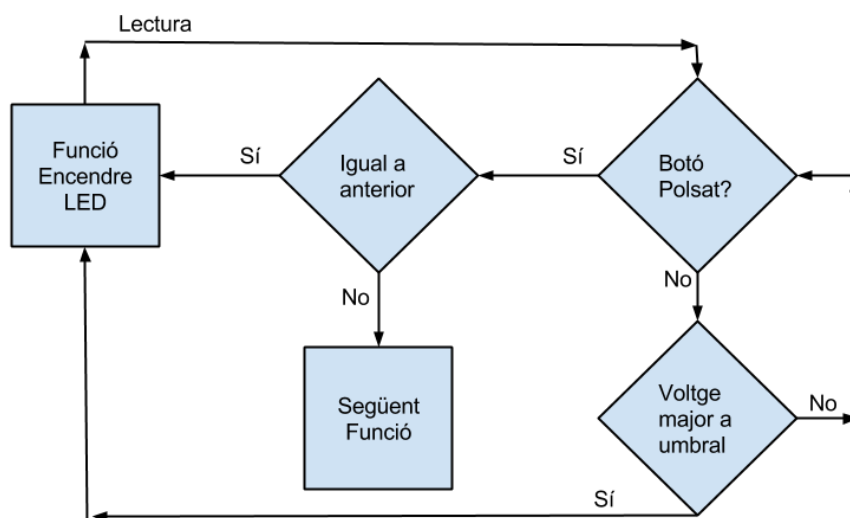 Lectura
Funció
Encendre
LED
Sí
Igual a
anterior
Sí
Botó
Polsat?
No
No
Següent
Funció
Voltge
major a
umbral
No
Sí